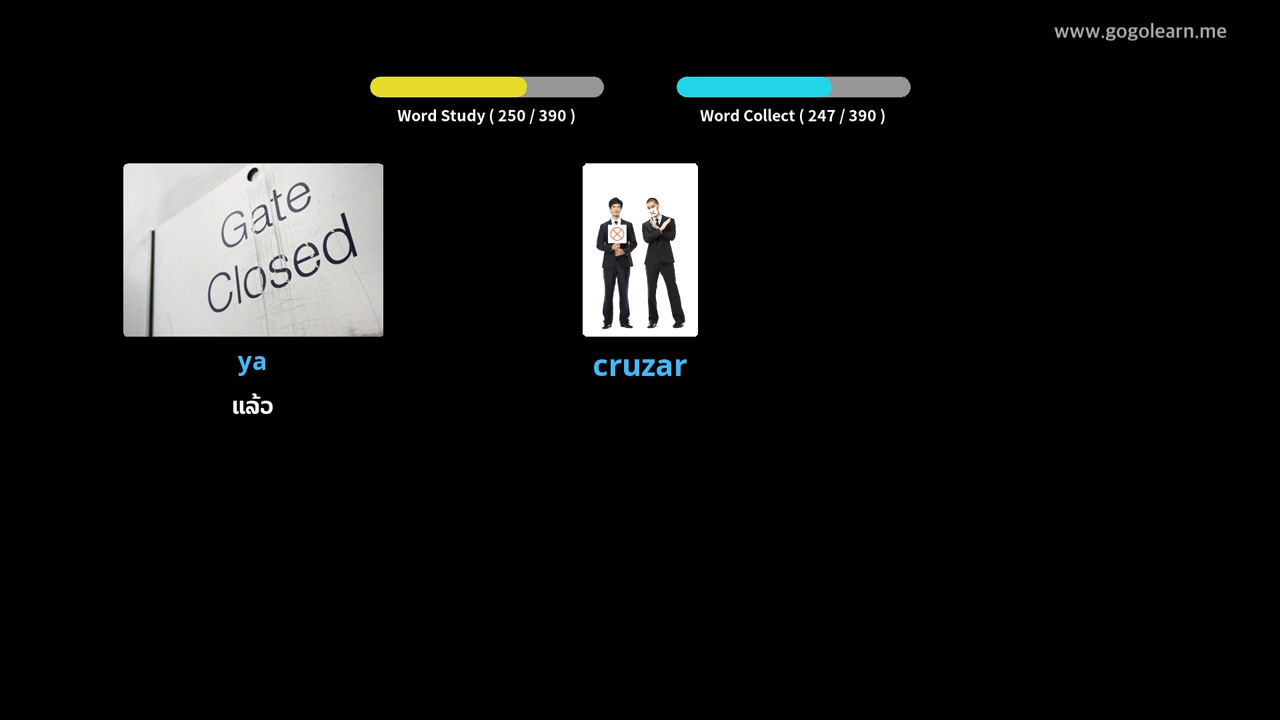 www.gogolearn.me
Word Study ( 250 / 390 )
Word Collect ( 247 / 390 )
Gate
Closed
ya
แล้ว
cruzar